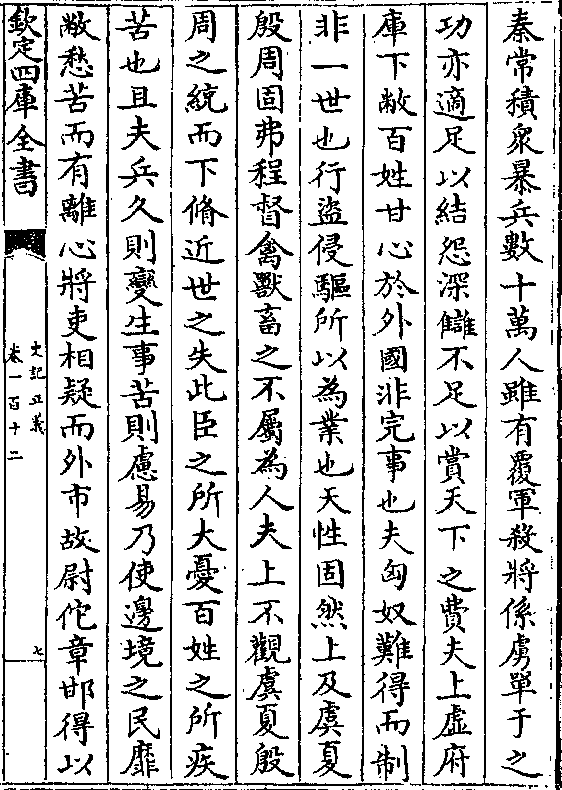 秦常積衆暴兵數十萬人雖有覆軍殺將係虜單于之
功亦適足以結怨深讎不足以賞天下之費夫上虛府
庫下敝百姓甘心於外國非完事也夫匈奴難得而制
非一世也行盜侵驅所以為業也天性固然上及虞夏
殷周固弗程督禽獸畜之不屬為人夫上不觀虞夏殷
周之統而下脩近世之失此臣之所大憂百姓之所疾
苦也且夫兵久則變生事苦則慮易乃使邊境之民靡
敝愁苦而有離心將吏相疑而外市故尉佗章邯得以
欽定四庫全書
史記正義
卷一百十二
七